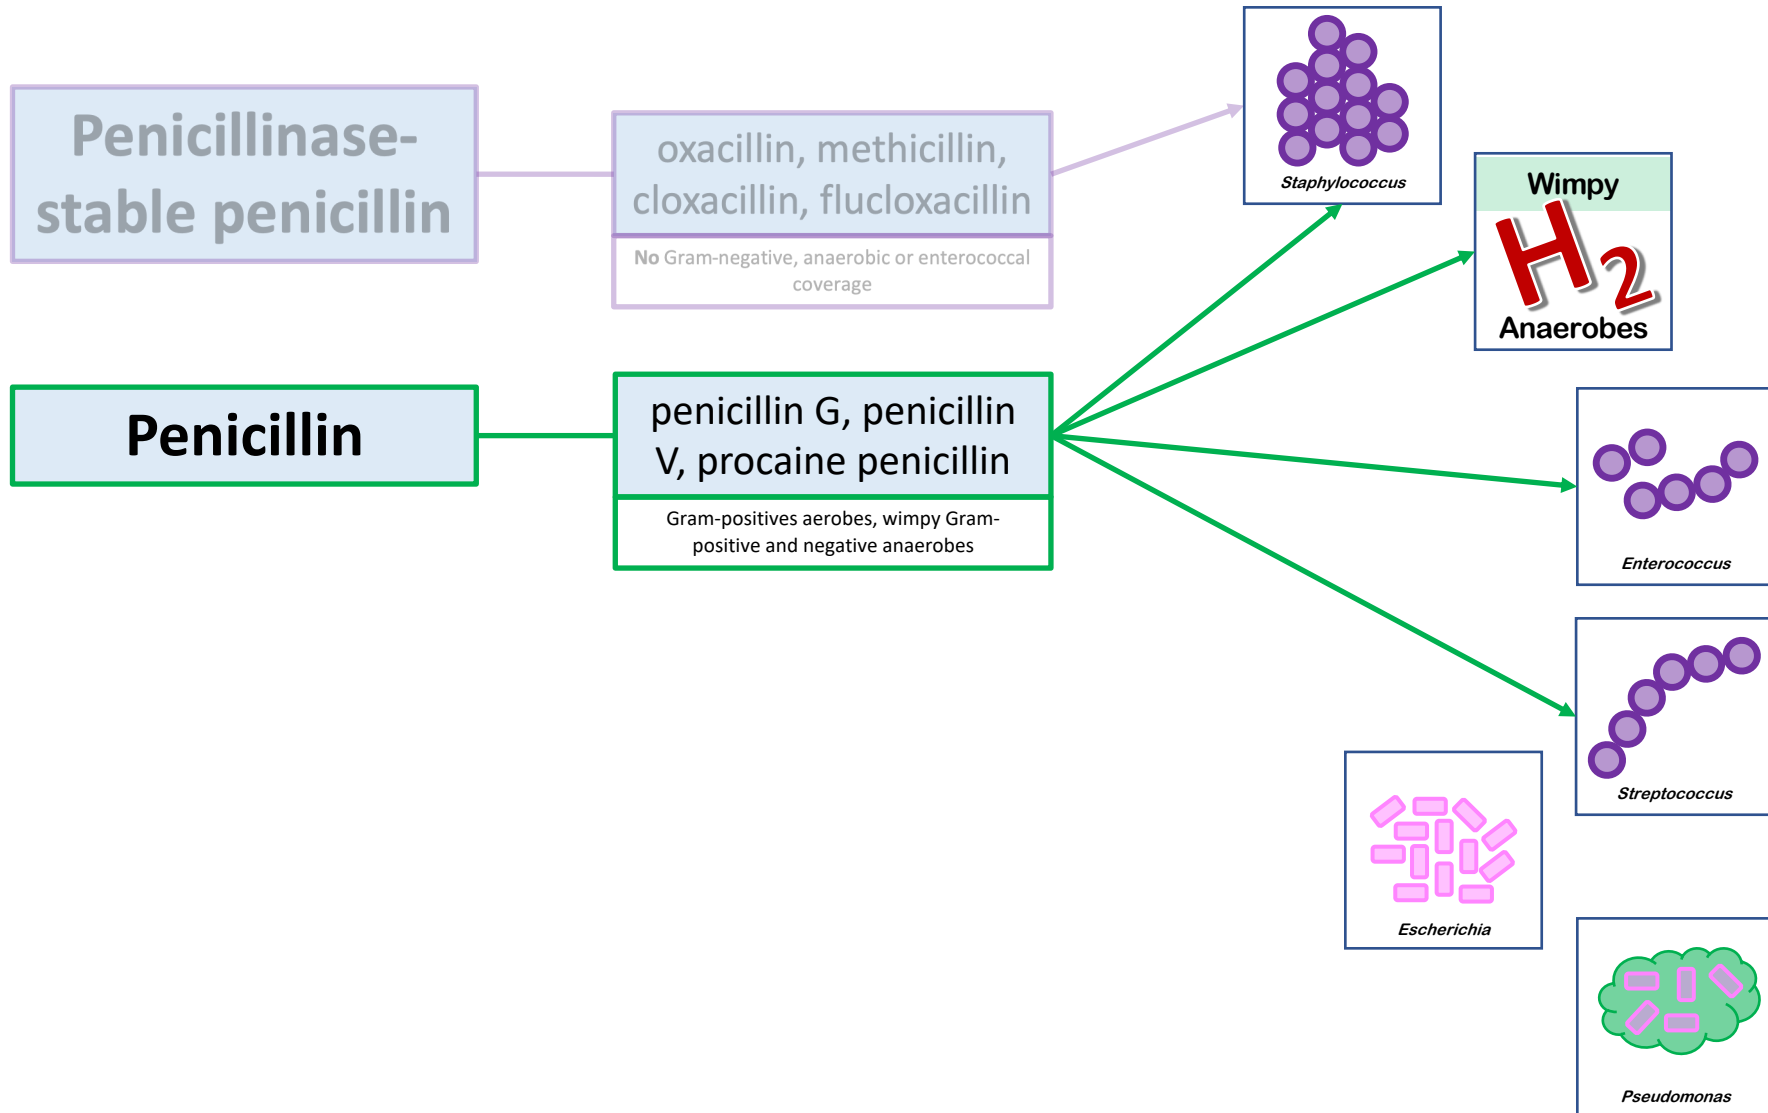 Penicillinase-
stable penicillin
oxacillin, methicillin,
cloxacillin, flucloxacillin
No Gram-negative, anaerobic or enterococcal
coverage
Staphylococcus
Wimpy
H2
Anaerobes
Penicillin
penicillin G, penicillin
V, procaine penicillin
Gram-positives aerobes, wimpy Gram-
positive and negative anaerobes
Enterococcus
Streptococcus
Escherichia
Pseudomonas